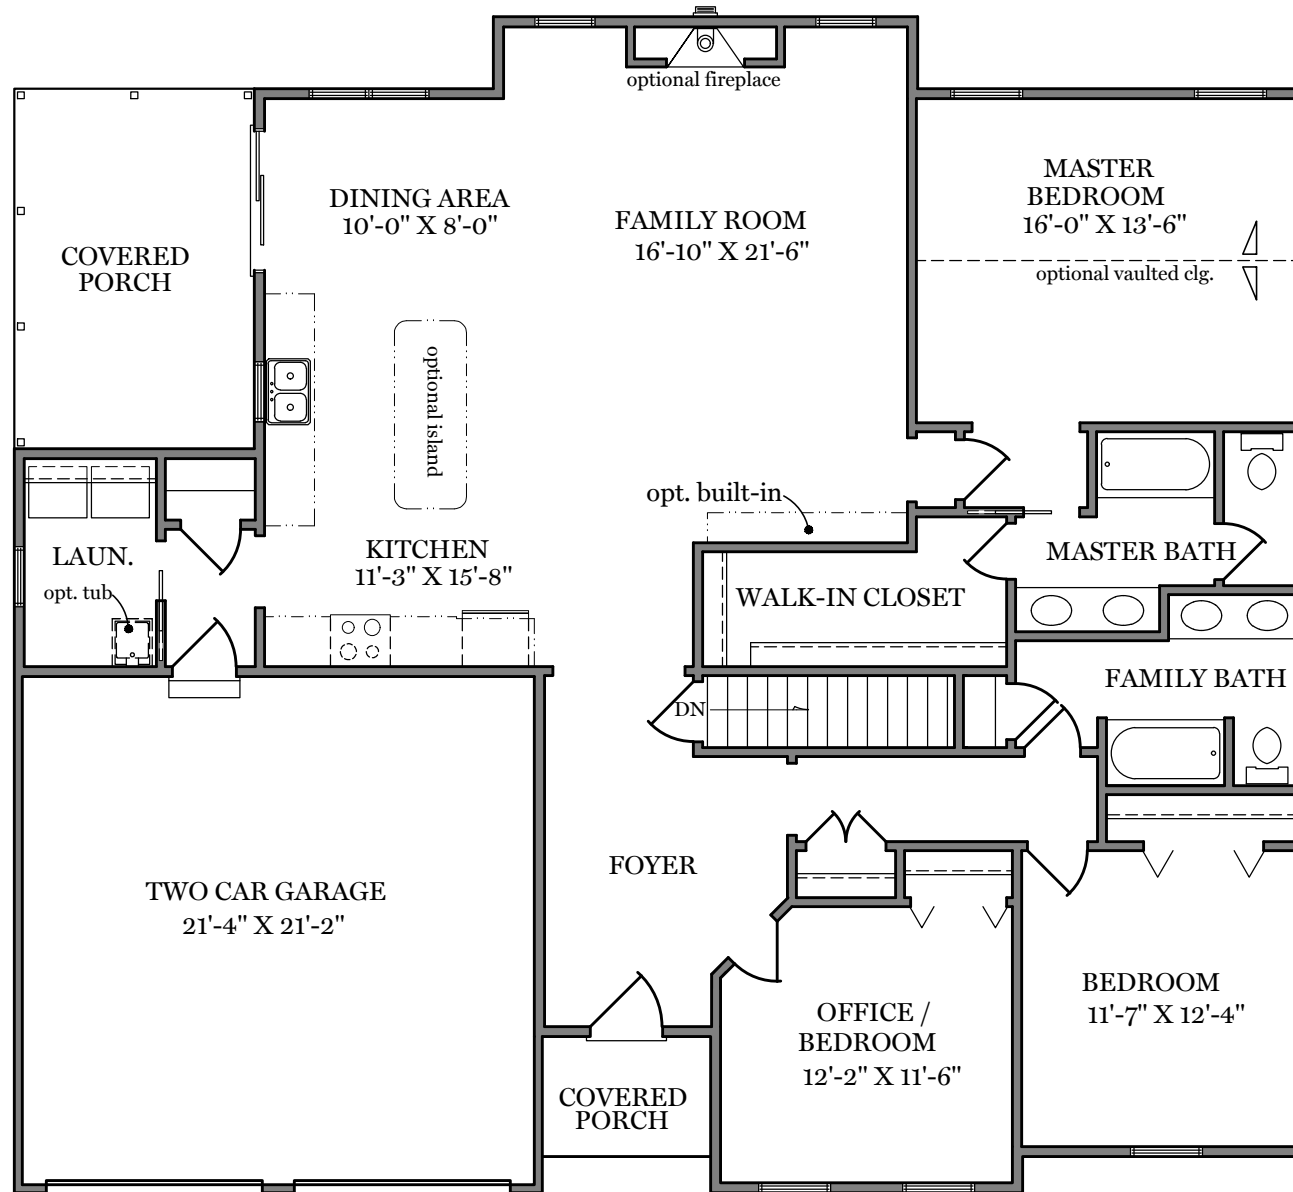 optional fireplace
DINING AREA
10'-0" X 8'-0"
FAMILY ROOM
16'-10" X 21'-6"
MASTER
BEDROOM
16'-0" X 13'-6"
optional vaulted clg.
COVERED
PORCH
optional island
opt. built-in
LAUN.
opt. tub
KITCHEN
11'-3" X 15'-8"
MASTER BATH
WALK-IN CLOSET
FAMILY BATH
DN
FOYER
TWO CAR GARAGE
21'-4" X 21'-2"
BEDROOM
11'-7" X 12'-4"
OFFICE /
BEDROOM
12'-2" X 11'-6"
COVERED
PORCH